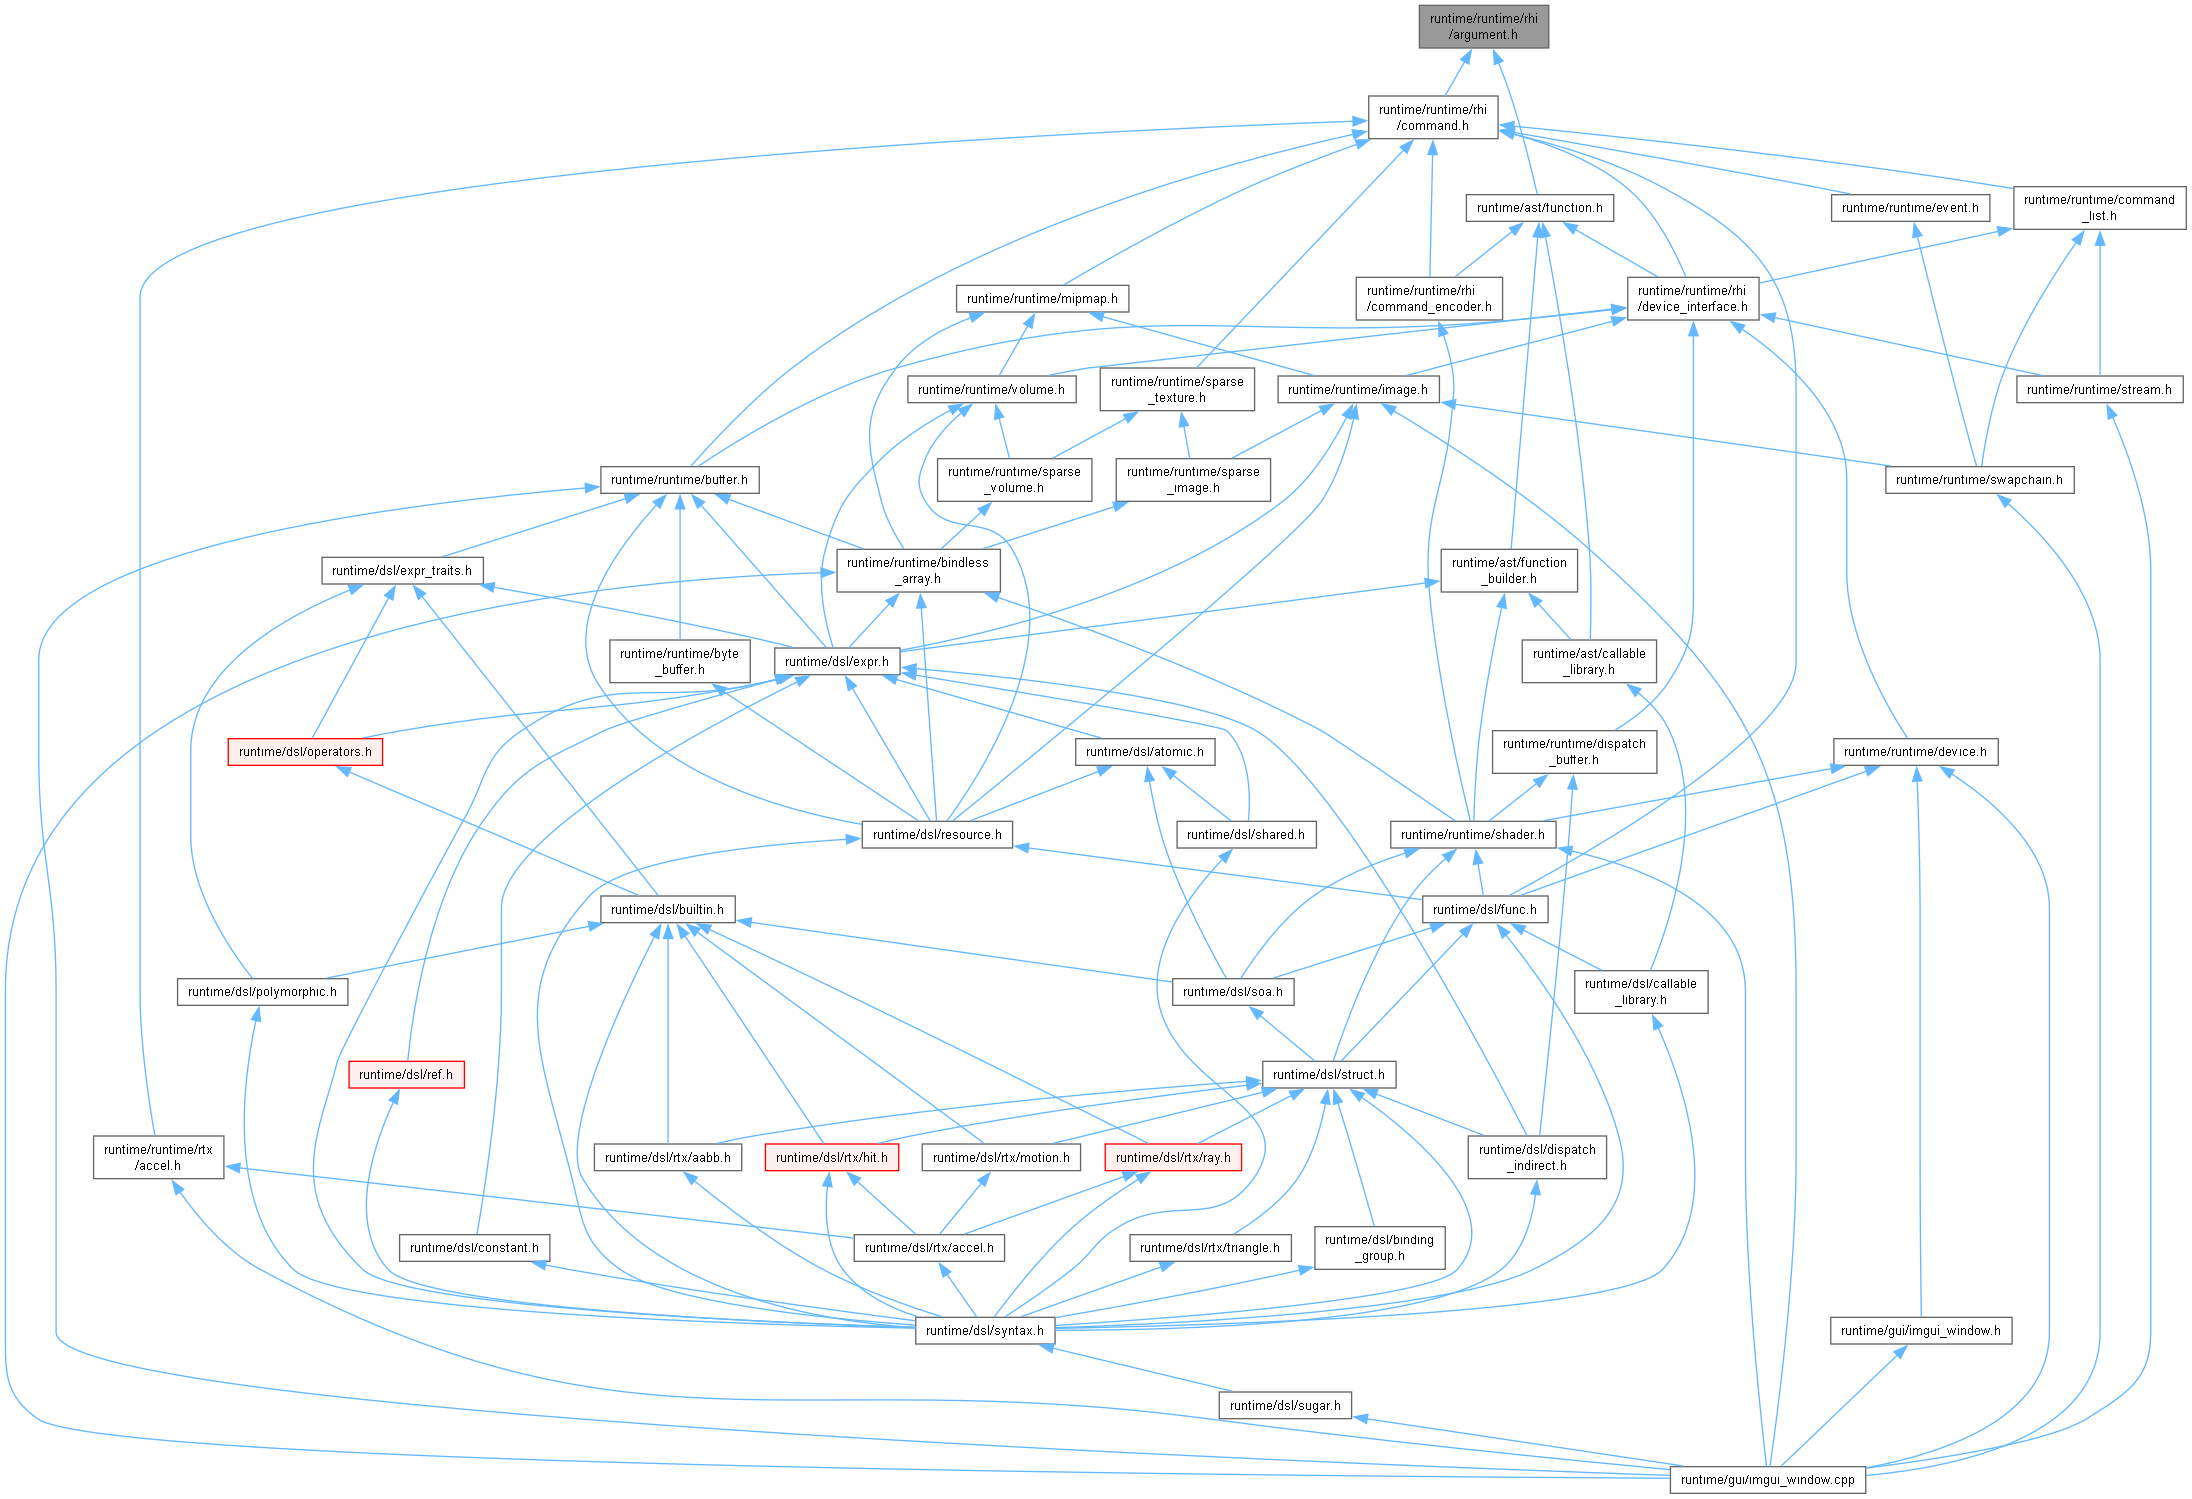 runtime/runtime/rhi
/argument.h
runtime/runtime/rhi
/command.h
runtime/ast/function.h
runtime/runtime/event.h
runtime/runtime/command
_list.h
runtime/runtime/mipmap.h
runtime/runtime/rhi
/command_encoder.h
runtime/runtime/rhi
/device_interface.h
runtime/runtime/volume.h
runtime/runtime/sparse
_texture.h
runtime/runtime/image.h
runtime/runtime/stream.h
runtime/runtime/buffer.h
runtime/runtime/sparse
_volume.h
runtime/runtime/sparse
_image.h
runtime/runtime/swapchain.h
runtime/dsl/expr_traits.h
runtime/runtime/bindless
_array.h
runtime/ast/function
_builder.h
runtime/runtime/byte
_buffer.h
runtime/dsl/expr.h
runtime/ast/callable
_library.h
runtime/dsl/operators.h
runtime/dsl/atomic.h
runtime/runtime/dispatch
_buffer.h
runtime/runtime/device.h
runtime/dsl/resource.h
runtime/dsl/shared.h
runtime/runtime/shader.h
runtime/dsl/builtin.h
runtime/dsl/func.h
runtime/dsl/polymorphic.h
runtime/dsl/soa.h
runtime/dsl/callable
_library.h
runtime/dsl/ref.h
runtime/dsl/struct.h
runtime/runtime/rtx
/accel.h
runtime/dsl/rtx/aabb.h
runtime/dsl/rtx/hit.h
runtime/dsl/rtx/motion.h
runtime/dsl/rtx/ray.h
runtime/dsl/dispatch
_indirect.h
runtime/dsl/constant.h
runtime/dsl/rtx/accel.h
runtime/dsl/rtx/triangle.h
runtime/dsl/binding
_group.h
runtime/dsl/syntax.h
runtime/gui/imgui_window.h
runtime/dsl/sugar.h
runtime/gui/imgui_window.cpp